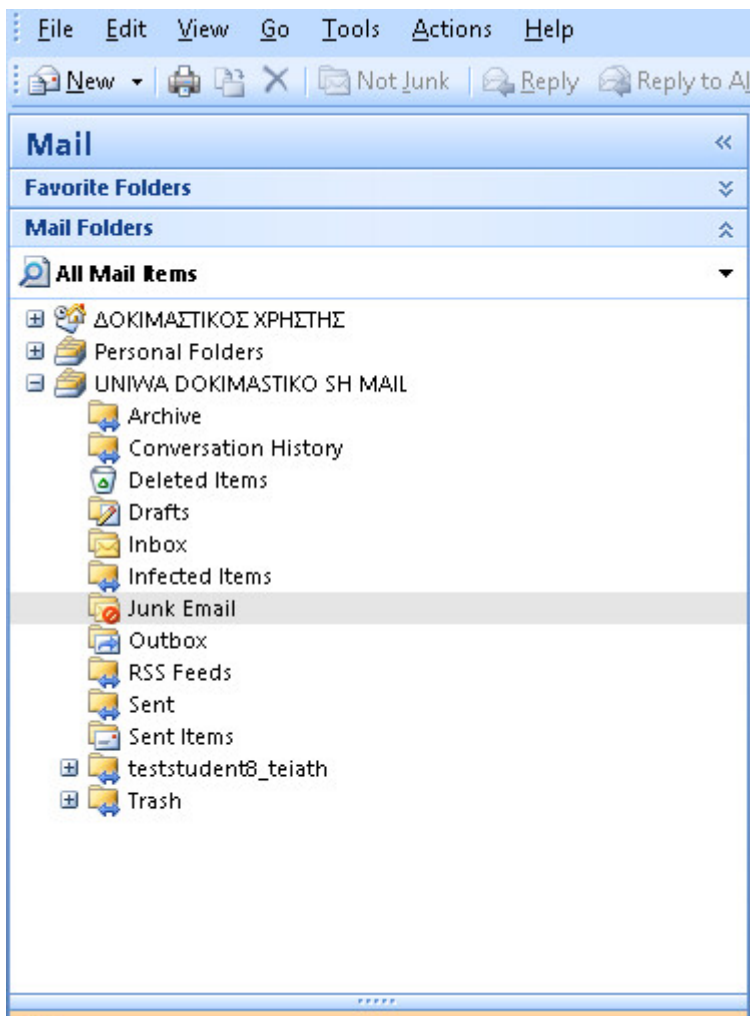 File Edit View Go Tools Actions Help
New Not Junk Reply Reply to Al
Mail
Favorite Folders
Mail Folders
All Mail Items
ΔΟΚΙΜΑΣΤΙΚΟΣ ΧΡΗΣΤΗΣ
Personal Folders
UNIWA DOKIMASTIKO SH MAIL
Archive
Conversation History
Deleted Items
Drafts
Inbox
Infected Items
Junk Email
Outbox
RSS Feeds
Sent
Sent Items
teststudent8_teiath
Trash